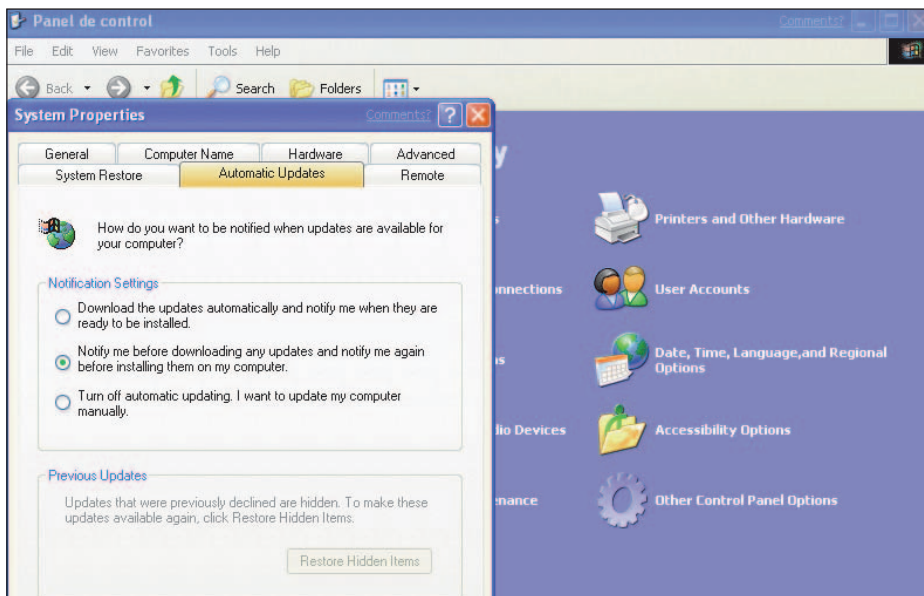 Panel de control
Comments?
File Edit View Favorites Tools Help
Back Search Folders
System Properties
Comments?
General Computer Name Hardware Advanced
System Restore Automatic Updates Remote
How do you want to be notified when updates are available for
your computer?
Notification Settings
Download the updates automatically and notify me when they are
ready to be installed.
Notify me before downloading any updates and notify me again
before installing them on my computer.
Turn off automatic updating. I want to update my computer
manually.
Previous Updates
Updates that were previously declined are hidden. To make these
updates available again, click Restore Hidden Items.
Restore Hidden Items
Printers and Other Hardware
User Accounts
Date, Time, Language,and Regional
Options
Accessibility Options
Other Control Panel Options